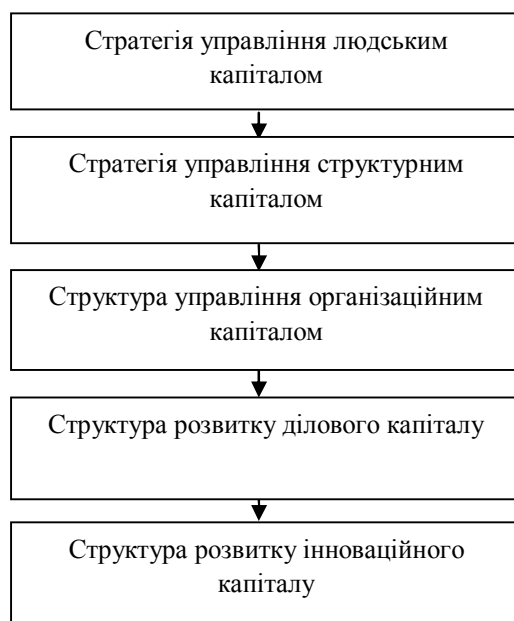 Стратегія управління людським
капіталом
Стратегія управління структурним
капіталом
Структура управління організаційним
капіталом
Структура розвитку ділового капіталу
Структура розвитку інноваційного
капіталу